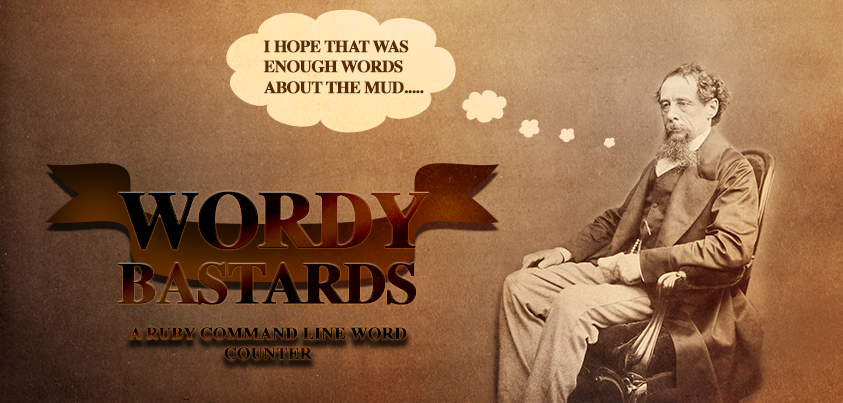 I HOPE THAT WAS
ENOUGH WORDS
ABOUT THE MUD.....
WORDY
BASTARDS
A RUBY COMMAND LINE WORD
COUNTER